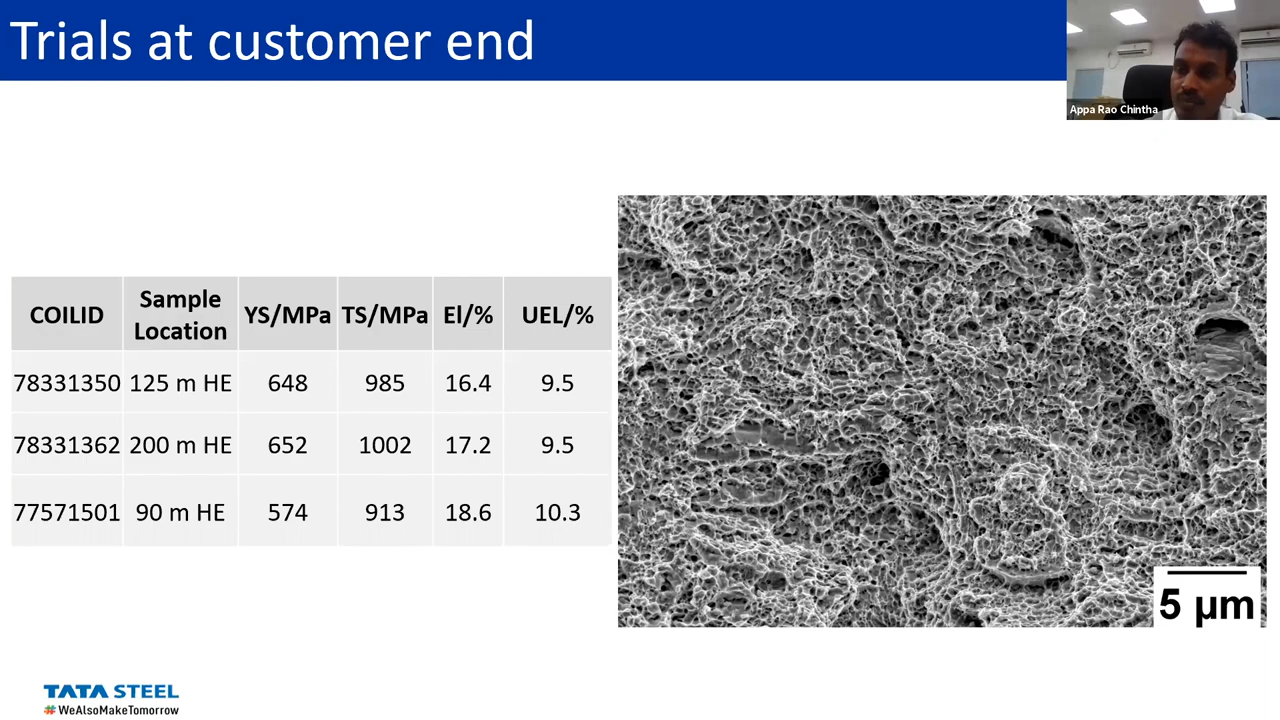 Trials at customer end
Appa Rao Chintha
COILID Sample Location YS/MPa TS/MPa El/% UEL/%
78331350 125 m HE 648 985 16.4 9.5
78331362 200 m HE 652 1002 17.2 9.5
77571501 90 m HE 574 913 18.6 10.3
5 µm
TATA STEEL
#WeAlsoMakeTomorrow